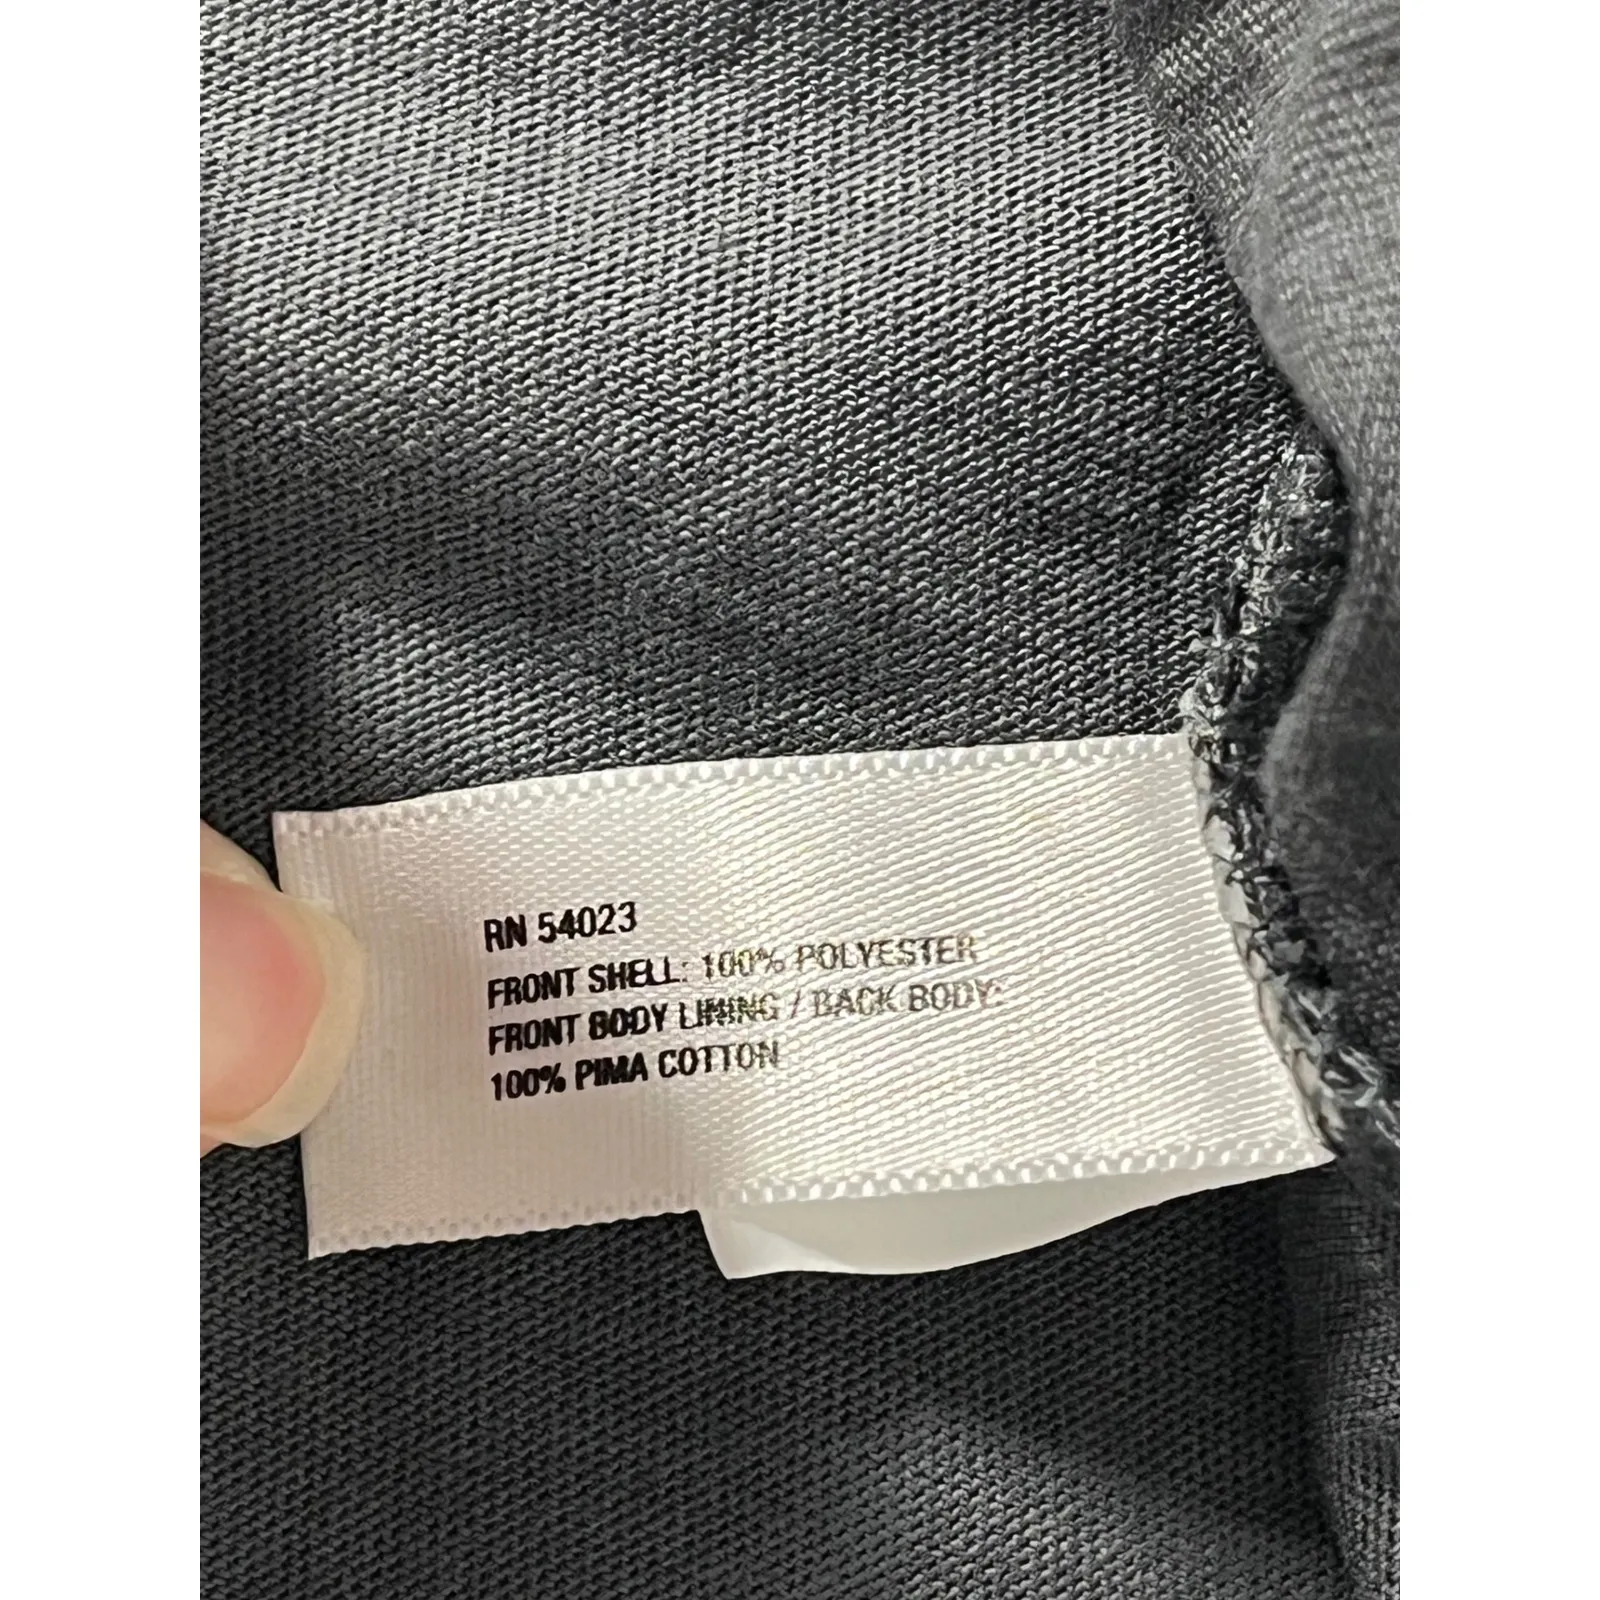 RN 54023
FRONT SHELL: 100% POLYESTER
FRONT BODY LINING / BACK BODY:
100% PIMA COTTON